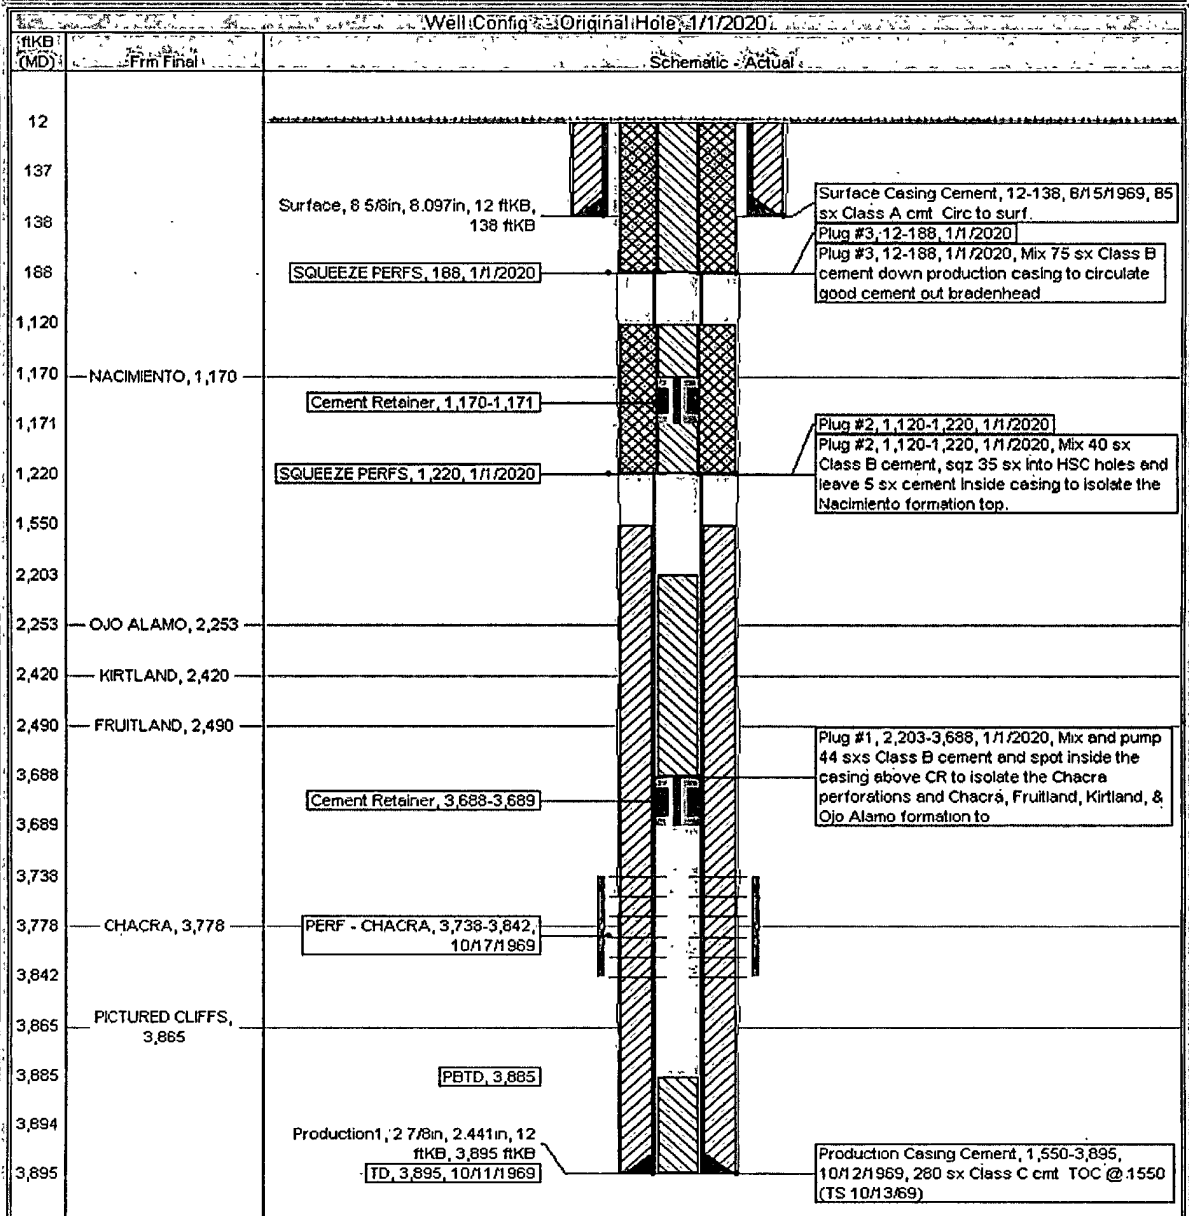 Well Config - Original Hole, 1/1/2020
ftKB
(MD)
Frm Final
Schematic - Actual
12
137
Surface, 8 5/8in, 8.097in, 12 ftKB,
138 ftKB
Surface Casing Cement, 12-138, 8/15/1969, 85
sx Class A cmt Circ to surf.
138
Plug #3, 12-188, 1/1/2020
188
SQUEEZE PERFS, 188, 1/1/2020
Plug #3, 12-188, 1/1/2020, Mix 75 sx Class B
cement down production casing to circulate
good cement out bradenhead
1,120
1,170
NACIMIENTO, 1,170
Cement Retainer, 1,170-1,171
1,171
Plug #2, 1,120-1,220, 1/1/2020
Plug #2, 1,120-1,220, 1/1/2020, Mix 40 sx
Class B cement, sqz 35 sx into HSC holes and
leave 5 sx cement inside casing to isolate the
Nacimiento formation top.
1,220
SQUEEZE PERFS, 1,220, 1/1/2020
1,550
2,203
2,253
OJO ALAMO, 2,253
2,420
KIRTLAND, 2,420
2,490
FRUITLAND, 2,490
Plug #1, 2,203-3,688, 1/1/2020, Mix and pump
44 sxs Class B cement and spot inside the
casing above CR to isolate the Chacra
perforations and Chacra, Fruitland, Kirtland, &
Ojo Alamo formation to
3,688
Cement Retainer, 3,688-3,689
3,689
3,738
3,778
CHACRA, 3,778
PERF - CHACRA, 3,738-3,842,
10/17/1969
3,842
3,865
PICTURED CLIFFS,
3,865
3,885
PBTD, 3,885
3,894
Production1, 2 7/8in, 2.441in, 12
ftKB, 3,895 ftKB
3,895
TD, 3,895, 10/11/1969
Production Casing Cement, 1,550-3,895,
10/12/1969, 280 sx Class C cmt TOC @ 1550
(TS 10/13/69)